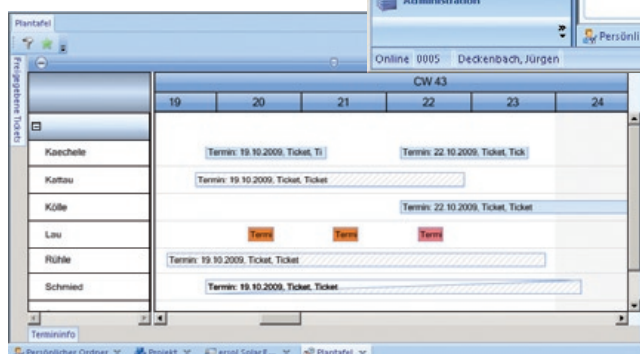 Administration
Persönli
Online 0005 Deckenbach, Jürgen
Plantafel
Freigegebene Tickets
CW 43
19 20 21 22 23 24
Kaechele Termin: 19.10.2009, Ticket, Ti Termin: 22.10.2009, Ticket, Tick
Kattau Termin: 19.10.2009, Ticket, Ticket
Kölle Termin: 22.10.2009, Ticket, Ticket
Lau Termi Termi Termi
Rühle Termin: 19.10.2009, Ticket, Ticket
Schmied Termin: 19.10.2009, Ticket, Ticket
Termininfo
Persönlicher Ordner Projekt Plantafel